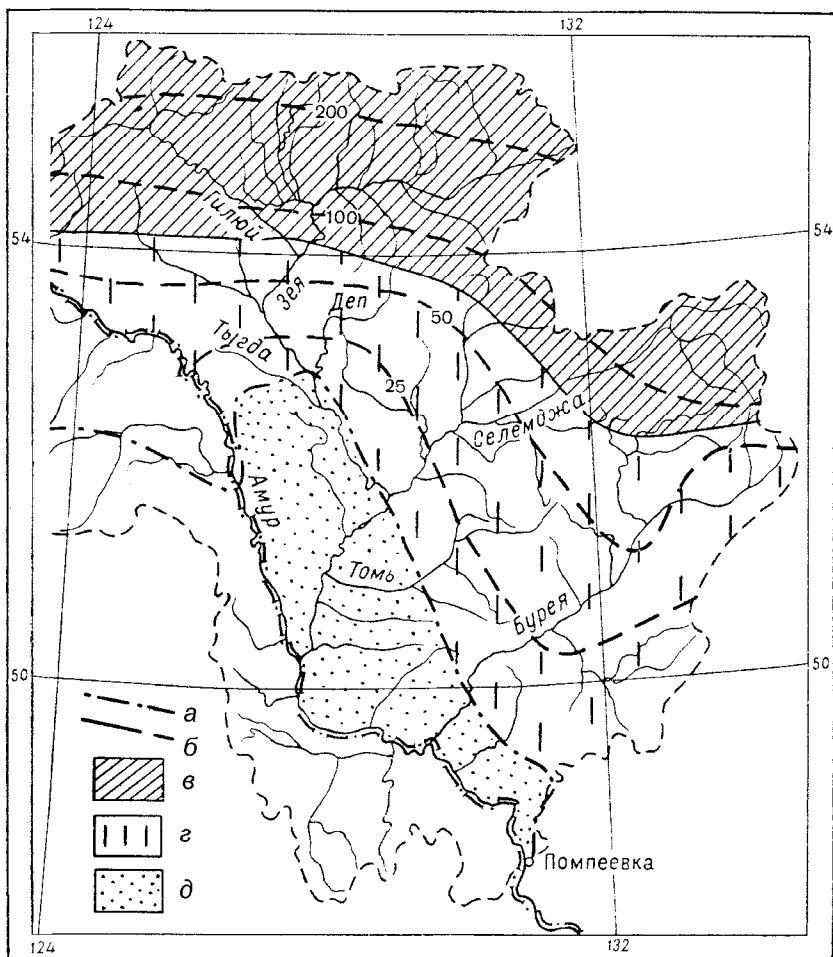 124
132
200
Гилюй
100
54
54
Зея
Деп
50
Тыгда
25
Селемджа
Амур
Томь
Бурея
50
50
а
б
в
г
Помпеевка
д
124
132